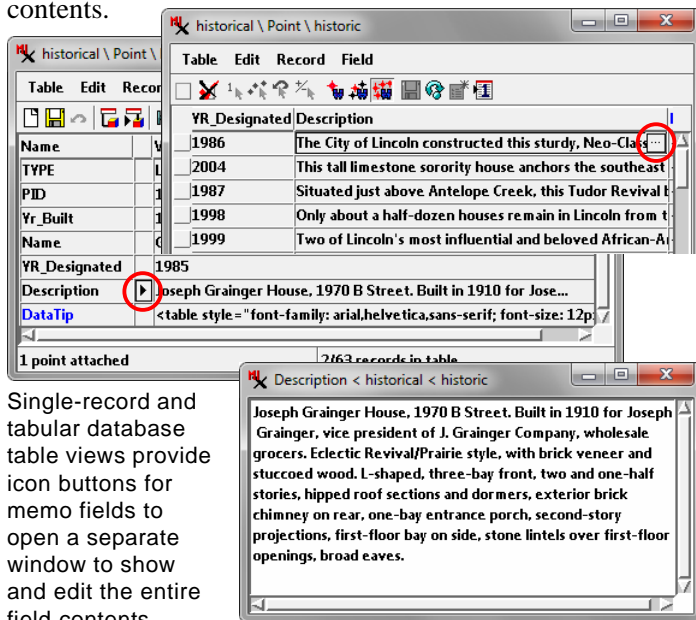 contents.
historical \ Point \
Table Edit Recor
Name
TYPE
PID
Yr_Built
Name
YR_Designated 1985
Description Joseph Grainger House, 1970 B Street. Built in 1910 for Jose...
DataTip <table style="font-family: arial,helvetica,sans-serif; font-size: 12p
1 point attached 2/63 records in table
historical \ Point \ historic
Table Edit Record Field
YR_Designated Description
1986 The City of Lincoln constructed this sturdy, Neo-Clas ...
2004 This tall limestone sorority house anchors the southeast
1987 Situated just above Antelope Creek, this Tudor Revival
1998 Only about a half-dozen houses remain in Lincoln from t
1999 Two of Lincoln's most influential and beloved African-A
Description < historical < historic
Joseph Grainger House, 1970 B Street. Built in 1910 for Joseph
Grainger, vice president of J. Grainger Company, wholesale
grocers. Eclectic Revival/Prairie style, with brick veneer and
stuccoed wood. L-shaped, three-bay front, two and one-half
stories, hipped roof sections and dormers, exterior brick
chimney on rear, one-bay entrance porch, second-story
projections, first-floor bay on side, stone lintels over first-floor
openings, broad eaves.
Single-record and
tabular database
table views provide
icon buttons for
memo fields to
open a separate
window to show
and edit the entire
field contents